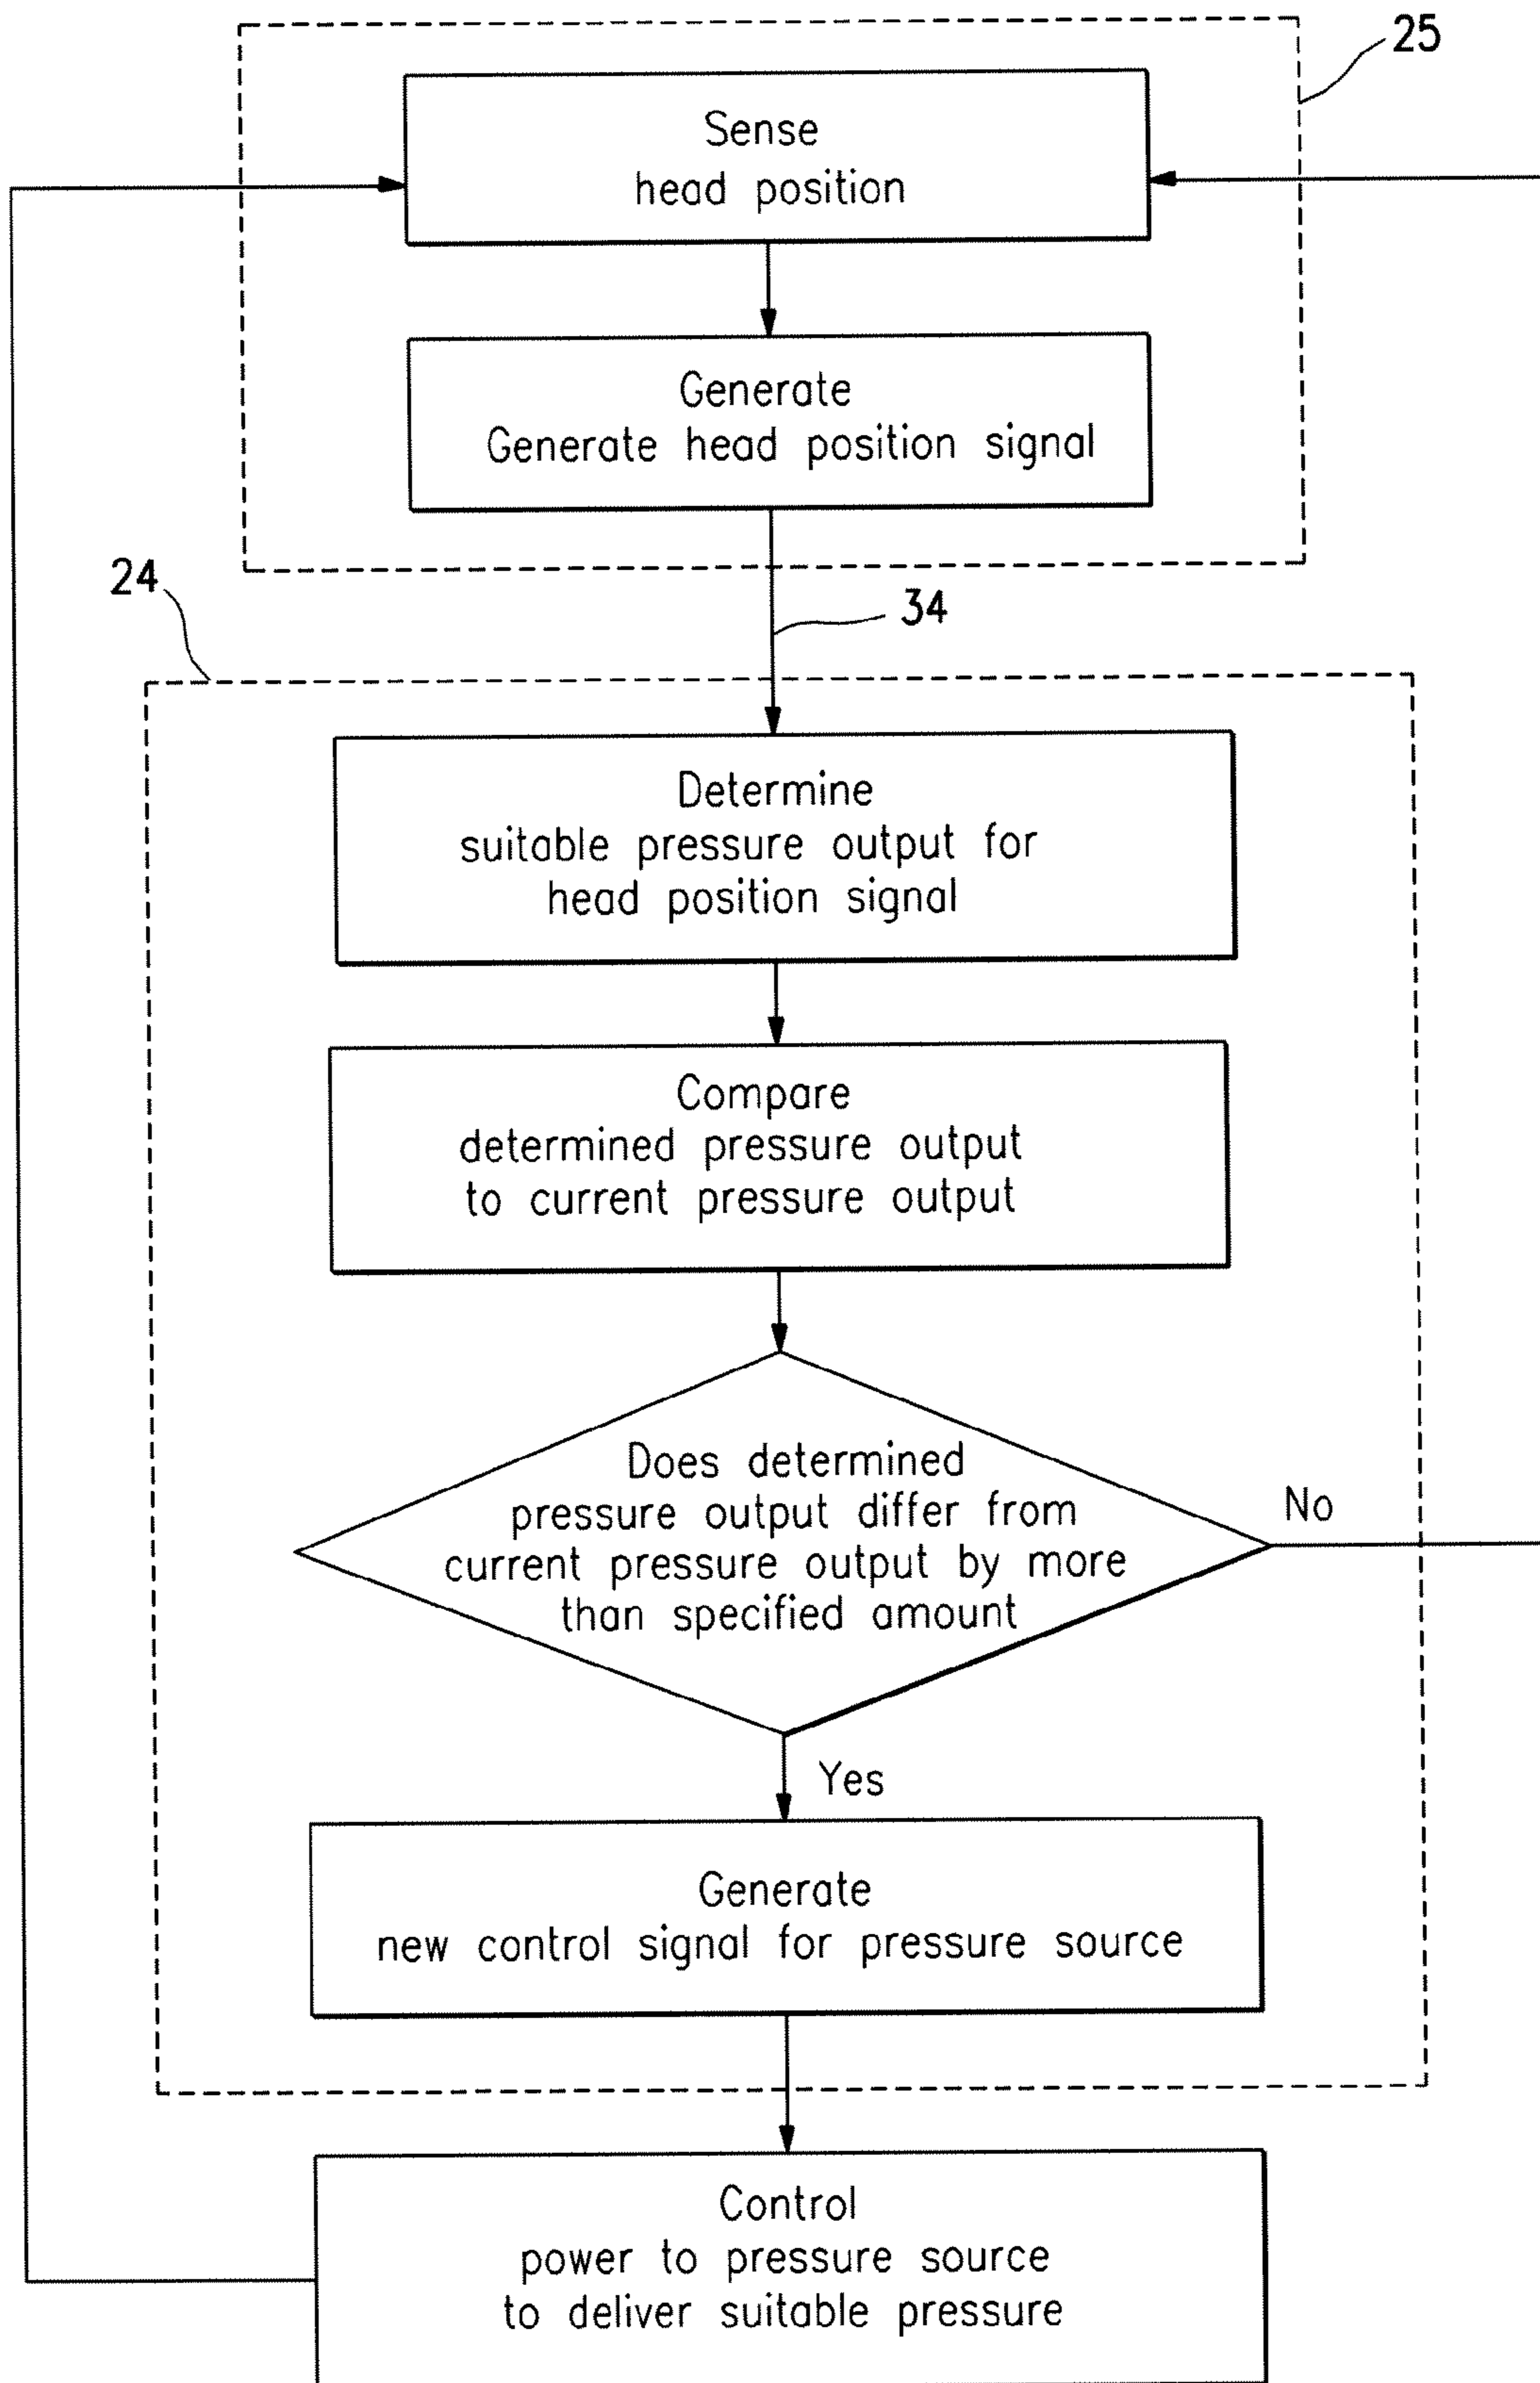 25
Sense
head position
Generate
Generate head position signal
24
34
Determine
suitable pressure output for
head position signal
Compare
determined pressure output
to current pressure output
Does determined
pressure output differ from
current pressure output by more
than specified amount
No
Yes
Generate
new control signal for pressure source
Control
power to pressure source
to deliver suitable pressure